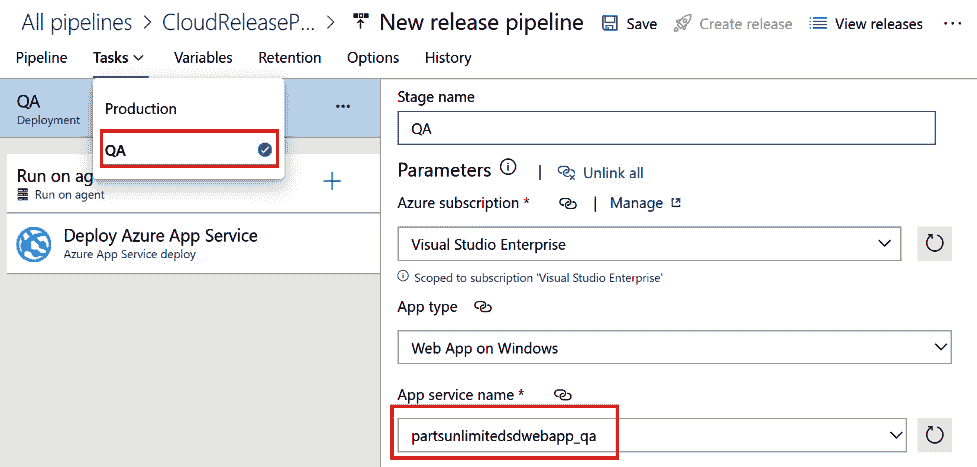 All pipelines > CloudReleaseP... > New release pipeline Save Create release View releases ...
Pipeline Tasks Variables Retention Options History
QA
Deployment
...
Production
QA
Run on ag
Run on agent
+
Deploy Azure App Service
Azure App Service deploy
Stage name
QA
Parameters | Unlink all
Azure subscription * | Manage
Visual Studio Enterprise
Scoped to subscription 'Visual Studio Enterprise'
App type
Web App on Windows
App service name *
partsunlimitedsdwebapp_qa